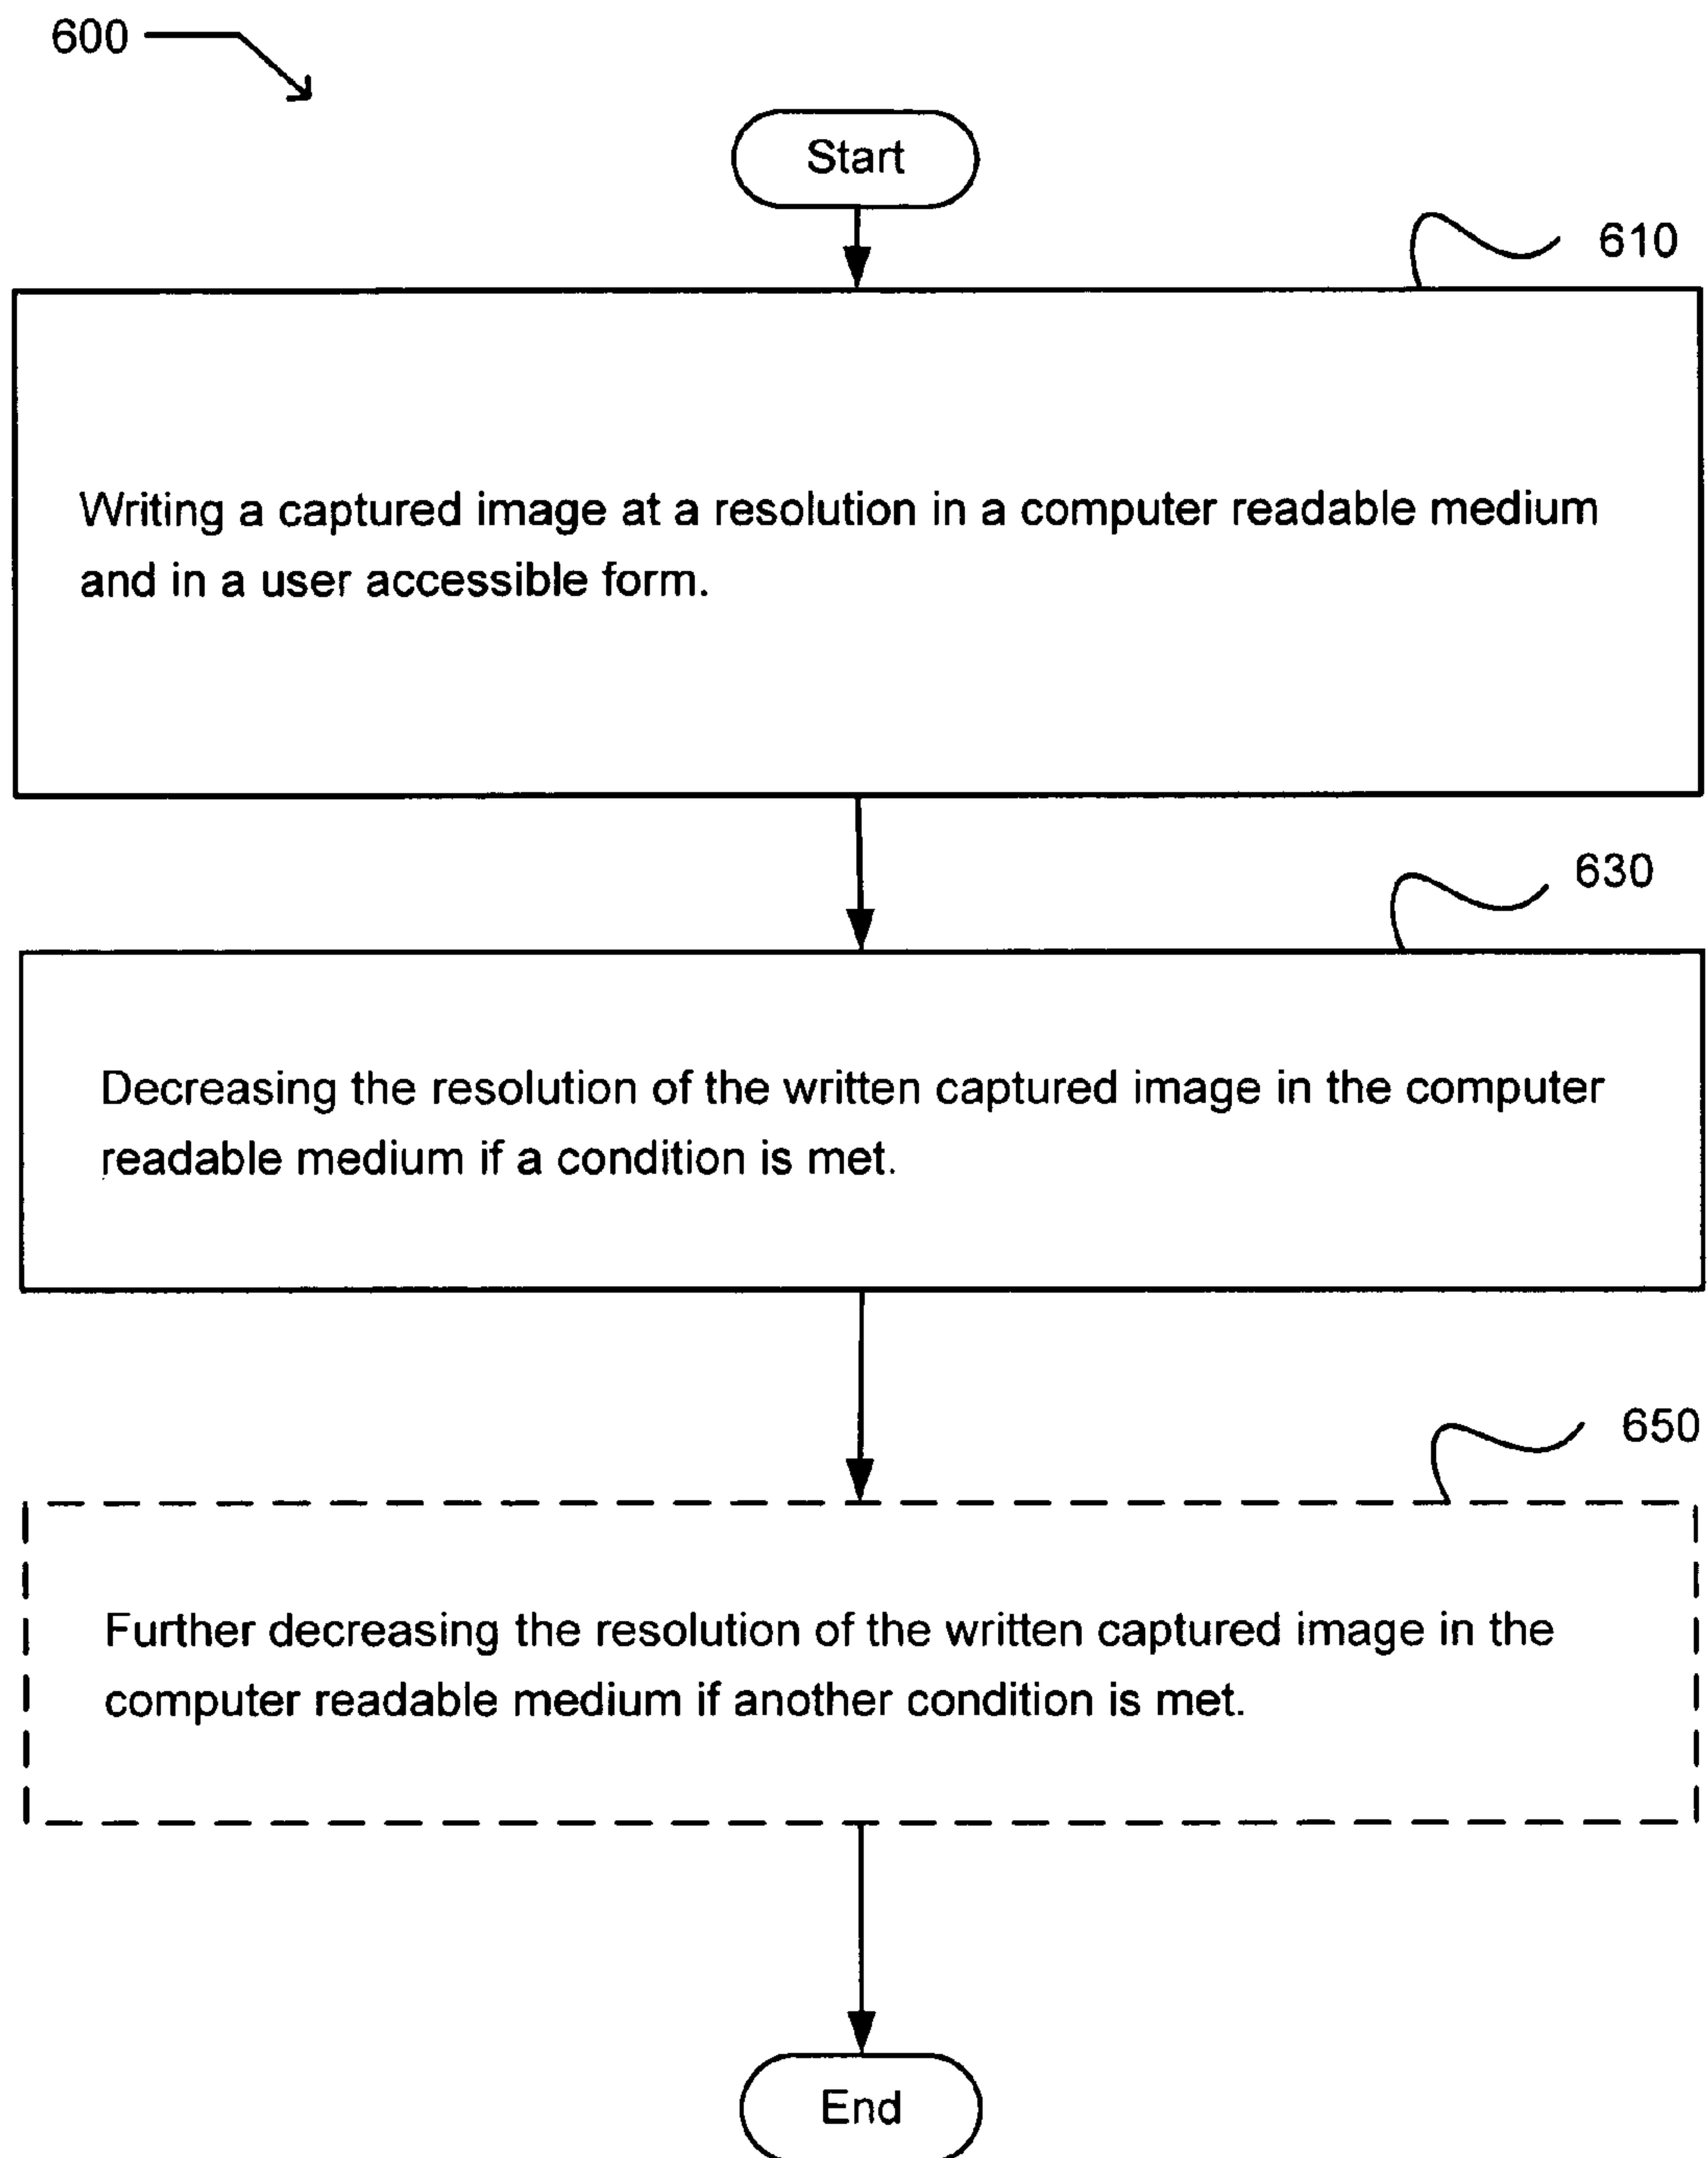 600
Start
610
Writing a captured image at a resolution in a computer readable medium
and in a user accessible form.
630
Decreasing the resolution of the written captured image in the computer
readable medium if a condition is met.
650
Further decreasing the resolution of the written captured image in the
computer readable medium if another condition is met.
End